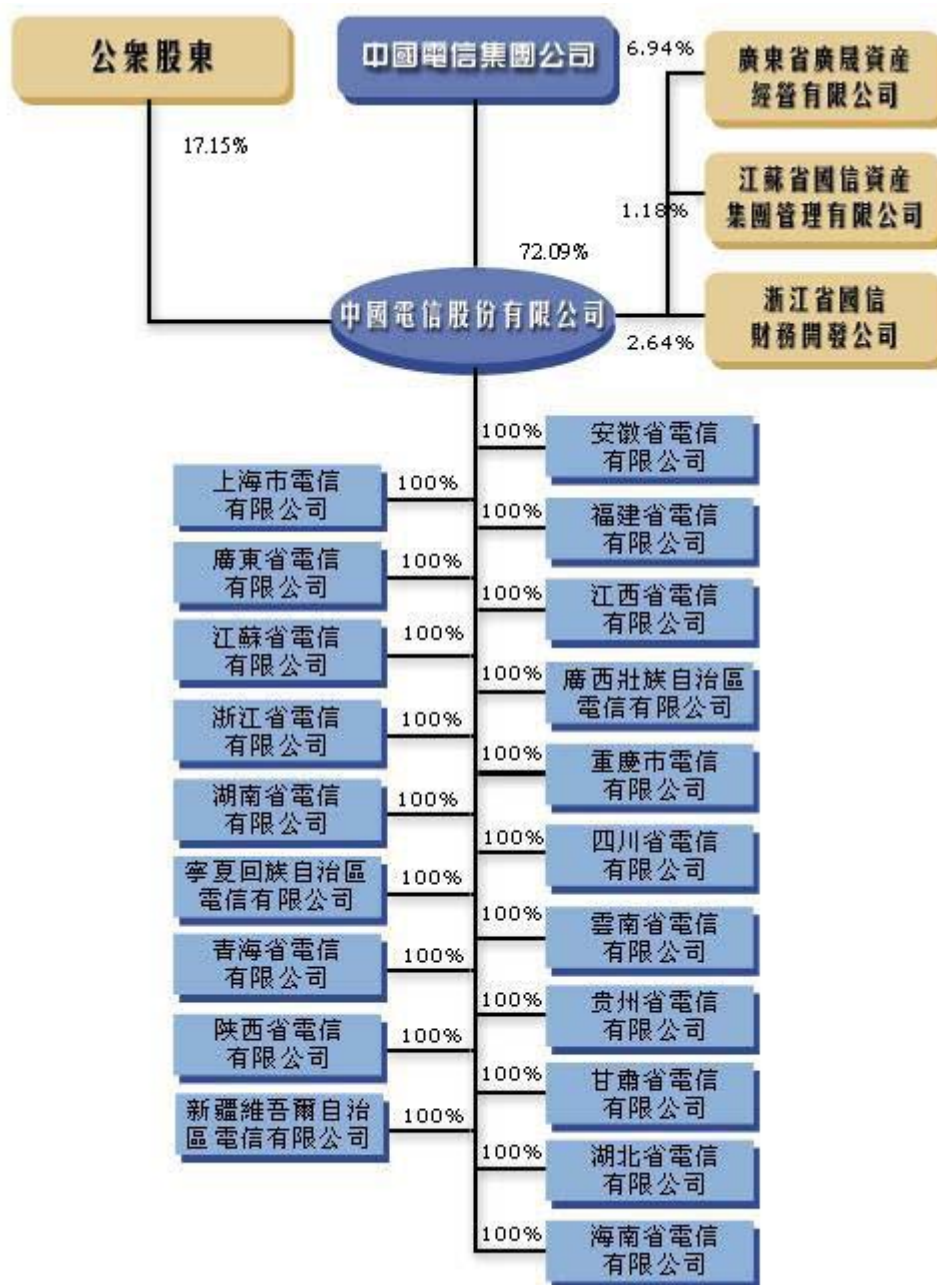 公衆股東
中國電信集團公司
6.94%
廣東省廣晟資産
經營有限公司
17.15%
江蘇省國信資産
集團管理有限公司
1.18%
72.09%
中國電信股份有限公司
浙江省國信
財務開發公司
2.64%
100%
安徽省電信
有限公司
上海市電信
有限公司
100%
100%
福建省電信
有限公司
廣東省電信
有限公司
100%
100%
江西省電信
有限公司
江蘇省電信
有限公司
100%
100%
廣西壯族自治區
電信有限公司
浙江省電信
有限公司
100%
100%
重慶市電信
有限公司
湖南省電信
有限公司
100%
100%
四川省電信
有限公司
寧夏回族自治區
電信有限公司
100%
100%
雲南省電信
有限公司
青海省電信
有限公司
100%
100%
贵州省電信
有限公司
陝西省電信
有限公司
100%
100%
甘肅省電信
有限公司
新疆維吾爾自治
區電信有限公司
100%
100%
湖北省電信
有限公司
100%
海南省電信
有限公司